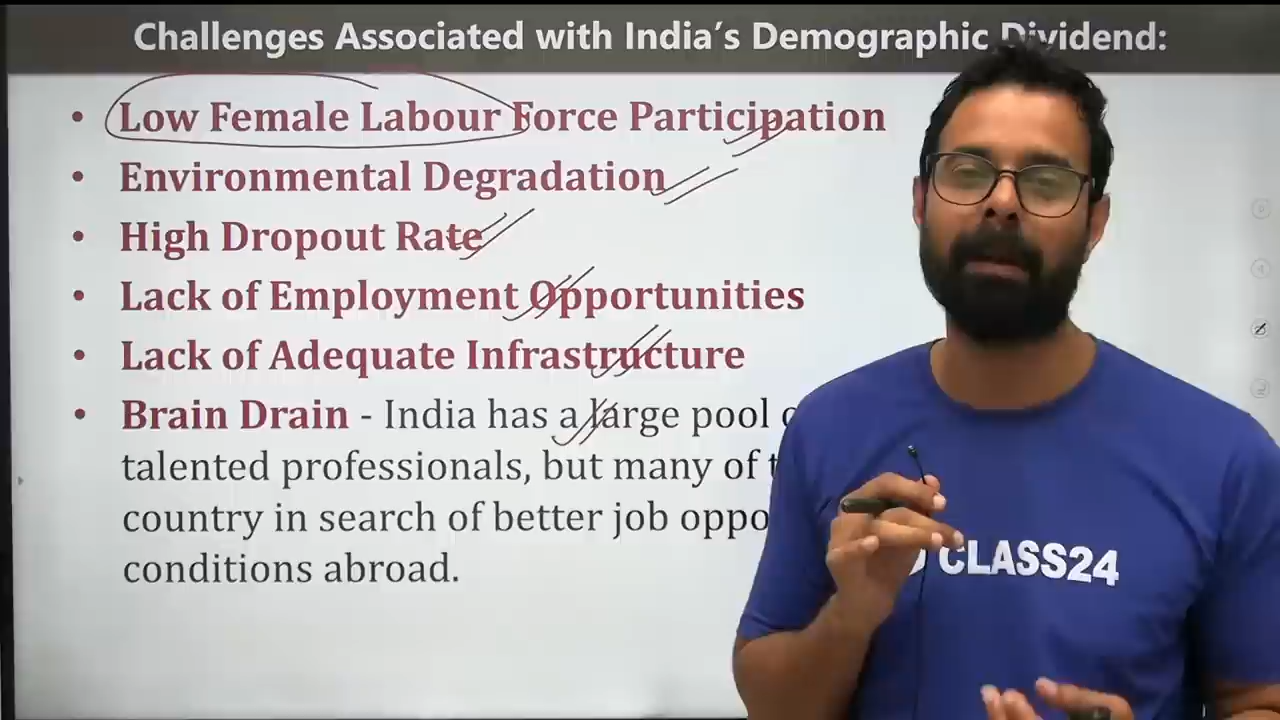 Challenges Associated with India's Demographic Dividend:
• Low Female Labour Force Participation
• Environmental Degradation
• High Dropout Rate
• Lack of Employment Opportunities
• Lack of Adequate Infrastructure
• Brain Drain - India has a large pool
talented professionals, but many of
country in search of better job
conditions abroad.
CLASS24